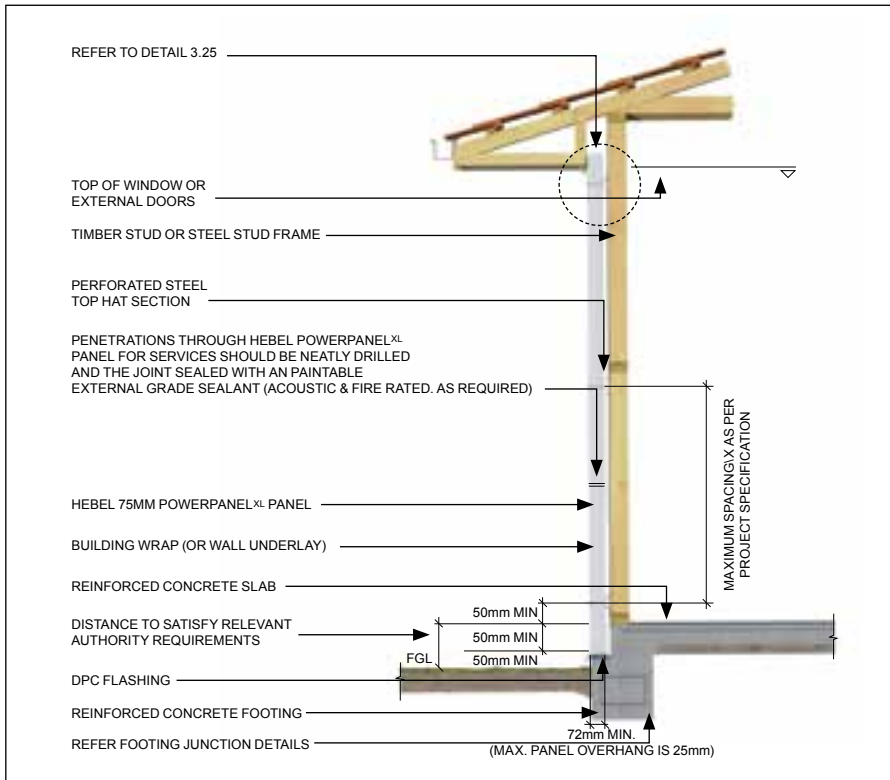 REFER TO DETAIL 3.25
TOP OF WINDOW OR
EXTERNAL DOORS
TIMBER STUD OR STEEL STUD FRAME
PERFORATED STEEL
TOP HAT SECTION
PENETRATIONS THROUGH HEBEL POWERPANELXL
PANEL FOR SERVICES SHOULD BE NEATLY DRILLED
AND THE JOINT SEALED WITH AN PAINTABLE
EXTERNAL GRADE SEALANT (ACOUSTIC & FIRE RATED. AS REQUIRED)
MAXIMUM SPACING\X AS PER
PROJECT SPECIFICATION
HEBEL 75MM POWERPANELXL PANEL
BUILDING WRAP (OR WALL UNDERLAY)
REINFORCED CONCRETE SLAB
50mm MIN
DISTANCE TO SATISFY RELEVANT
AUTHORITY REQUIREMENTS
50mm MIN
FGL
50mm MIN
DPC FLASHING
REINFORCED CONCRETE FOOTING
72mm MIN.
REFER FOOTING JUNCTION DETAILS
(MAX. PANEL OVERHANG IS 25mm)